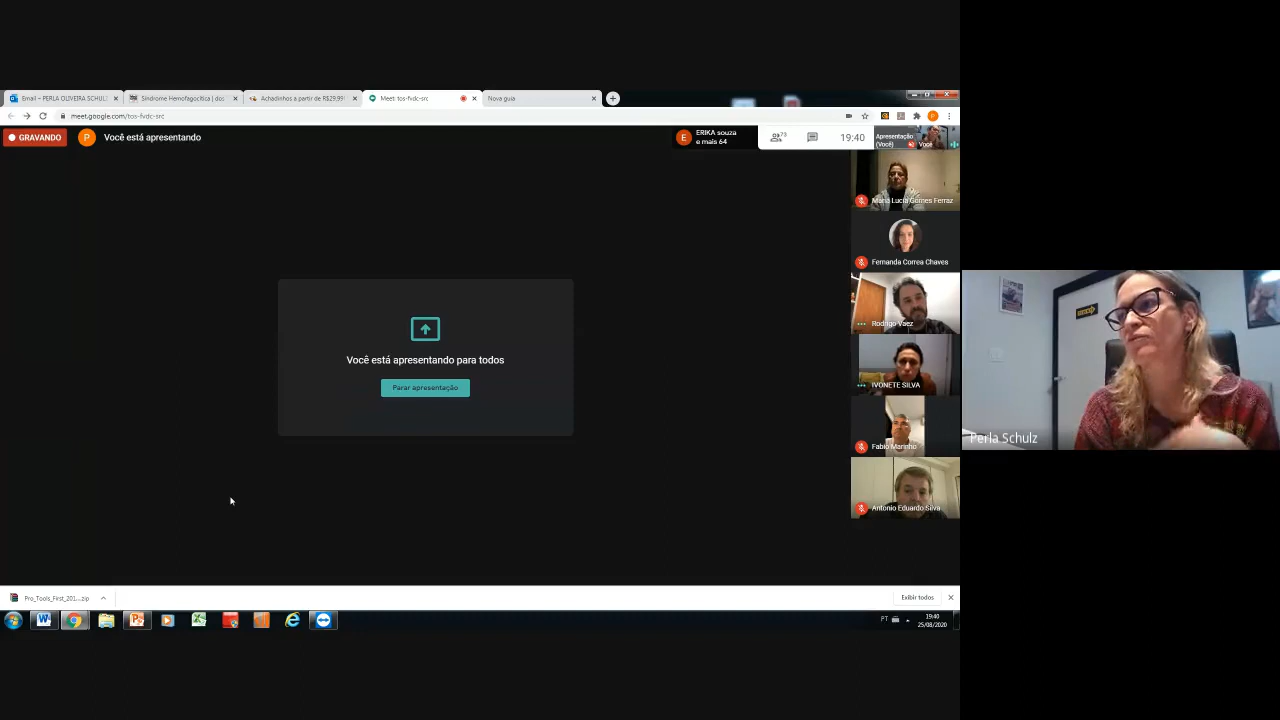 Email – PERLA OLIVEIRA SCHUL
Síndrome Hemofagocítica | dos
Achadinhos a partir de R$29,99!
Meet: tos-fvdc-src
Nova guia
meet.google.com/tos-fvdc-src
GRAVANDO
P
Você está apresentando
E
ERIKA souza
e mais 64
73
19:40
Apresentação
(Você)
Você
Maria Lucia Gomes Ferraz
Fernanda Correa Chaves
Rodrigo Vaez
IVONETE SILVA
Fabio Marinho
Antonio Eduardo Silva
Você está apresentando para todos
Parar apresentação
Perla Schulz
Pro_Tools_First_201....zip
Exibir todos
PT
19:40
25/08/2020